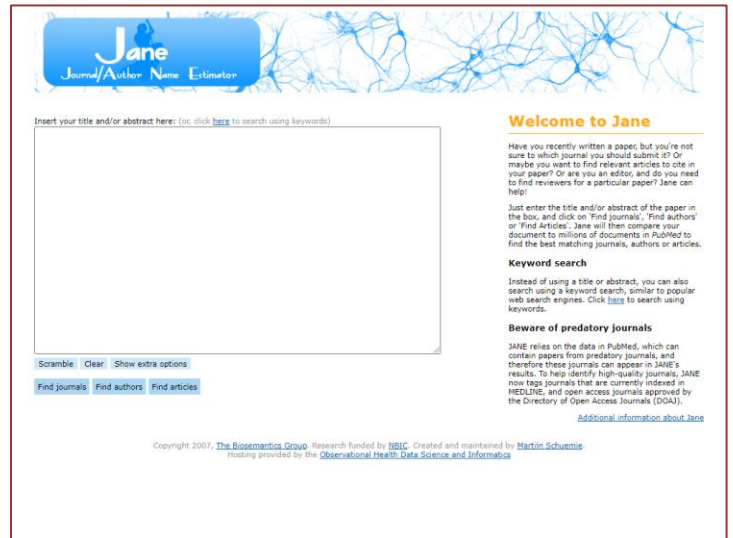 Jane
Journal/Author Name Estimator
Insert your title and/or abstract here: (or, click here to search using keywords)
Scramble Clear Show extra options
Find journals Find authors Find articles
Welcome to Jane
Have you recently written a paper, but you're not
sure to which journal you should submit it? Or
maybe you want to find relevant articles to cite in
your paper? Or are you an editor, and do you need
to find reviewers for a particular paper? Jane can
help!
Just enter the title and/or abstract of the paper in
the box, and click on 'Find journals', 'Find authors'
or 'Find Articles'. Jane will then compare your
document to millions of documents in PubMed to
find the best matching journals, authors or articles.
Keyword search
Instead of using a title or abstract, you can also
search using a keyword search, similar to popular
web search engines. Click here to search using
keywords.
Beware of predatory journals
JANE relies on the data in PubMed, which can
contain papers from predatory journals, and
therefore these journals can appear in JANE's
results. To help identify high-quality journals, JANE
now tags journals that are currently indexed in
MEDLINE, and open access journals approved by
the Directory of Open Access Journals (DOAJ).
Additional information about Jane
Copyright 2007, The Biosemantics Group. Research funded by NBIC. Created and maintained by Martijn Schuemie.
Hosting provided by the Observational Health Data Science and Informatics